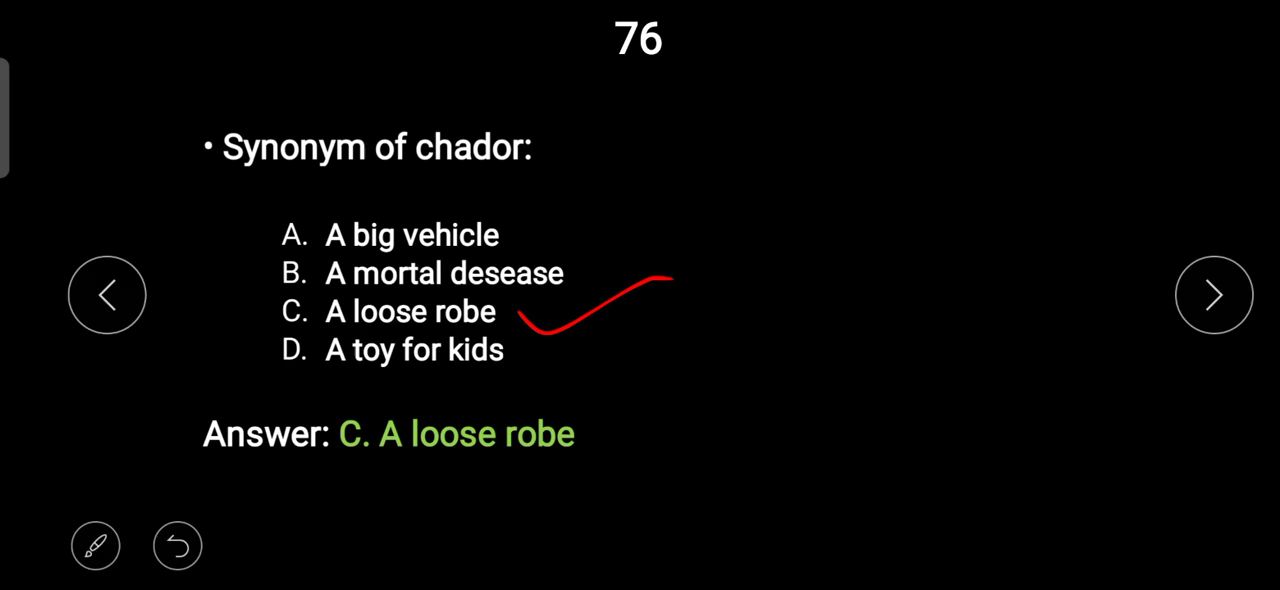 76
• Synonym of chador:
A. A big vehicle
B. A mortal desease
C. A loose robe
D. A toy for kids
Answer: C. A loose robe